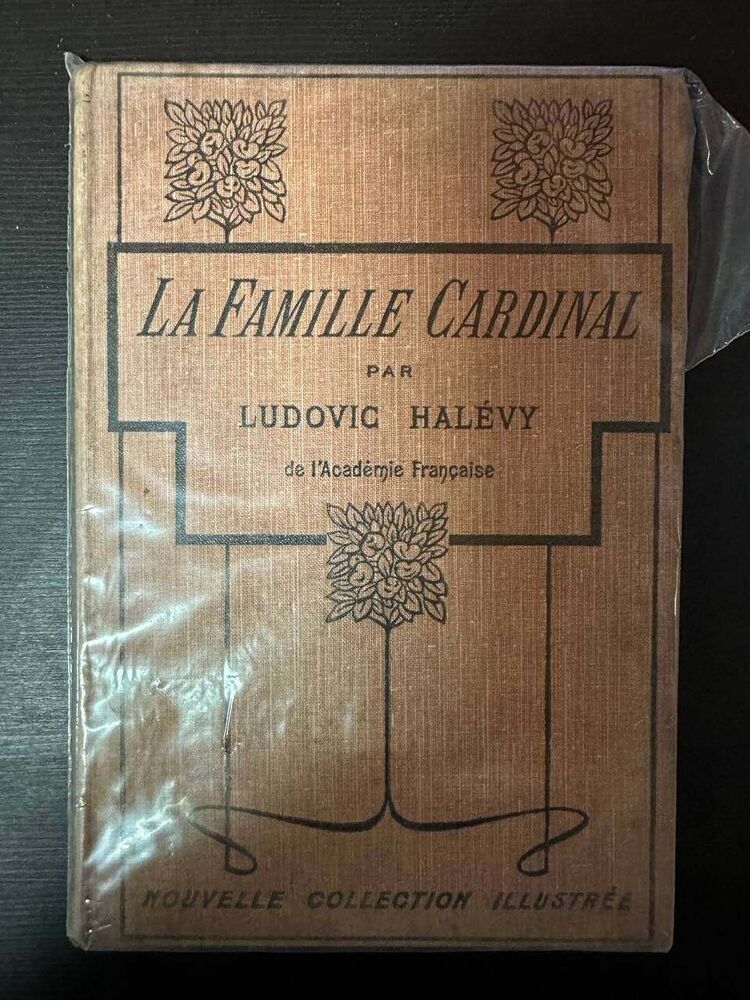 LA FAMILLE CARDINAL
PAR
LUDOVIC HALÉVY
de l'Académie Française
NOUVELLE COLLECTION ILLUSTRÉE